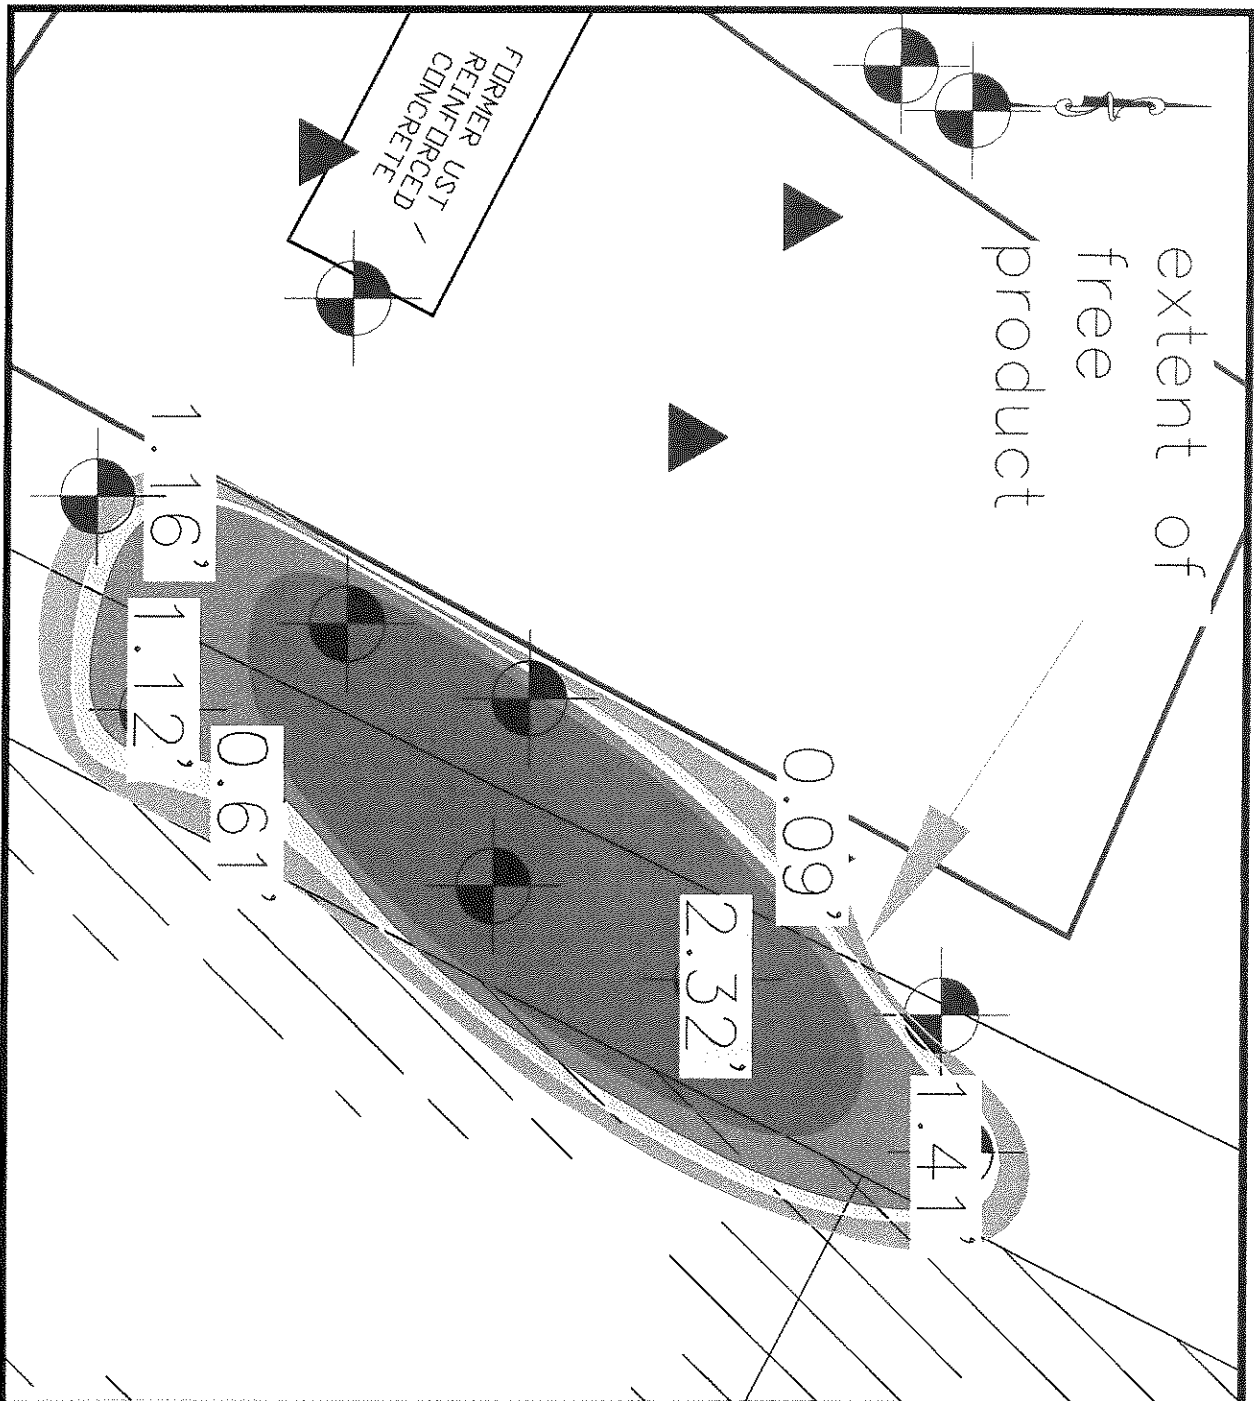 extent of
free
product
FORMER UST /
REINFORCED
CONCRETE
0.09'
1.41'
2.32'
0.61'
1.16'
1.12'